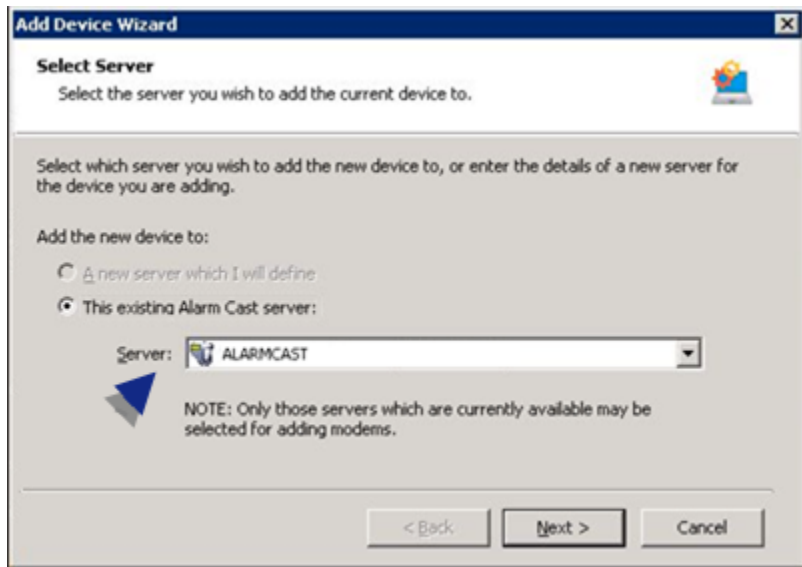 Add Device Wizard
Select Server
Select the server you wish to add the current device to.
Select which server you wish to add the new device to, or enter the details of a new server for
the device you are adding.
Add the new device to:
A new server which I will define
This existing Alarm Cast server:
Server: ALARMCAST
NOTE: Only those servers which are currently available may be
selected for adding modems.
< Back Next > Cancel